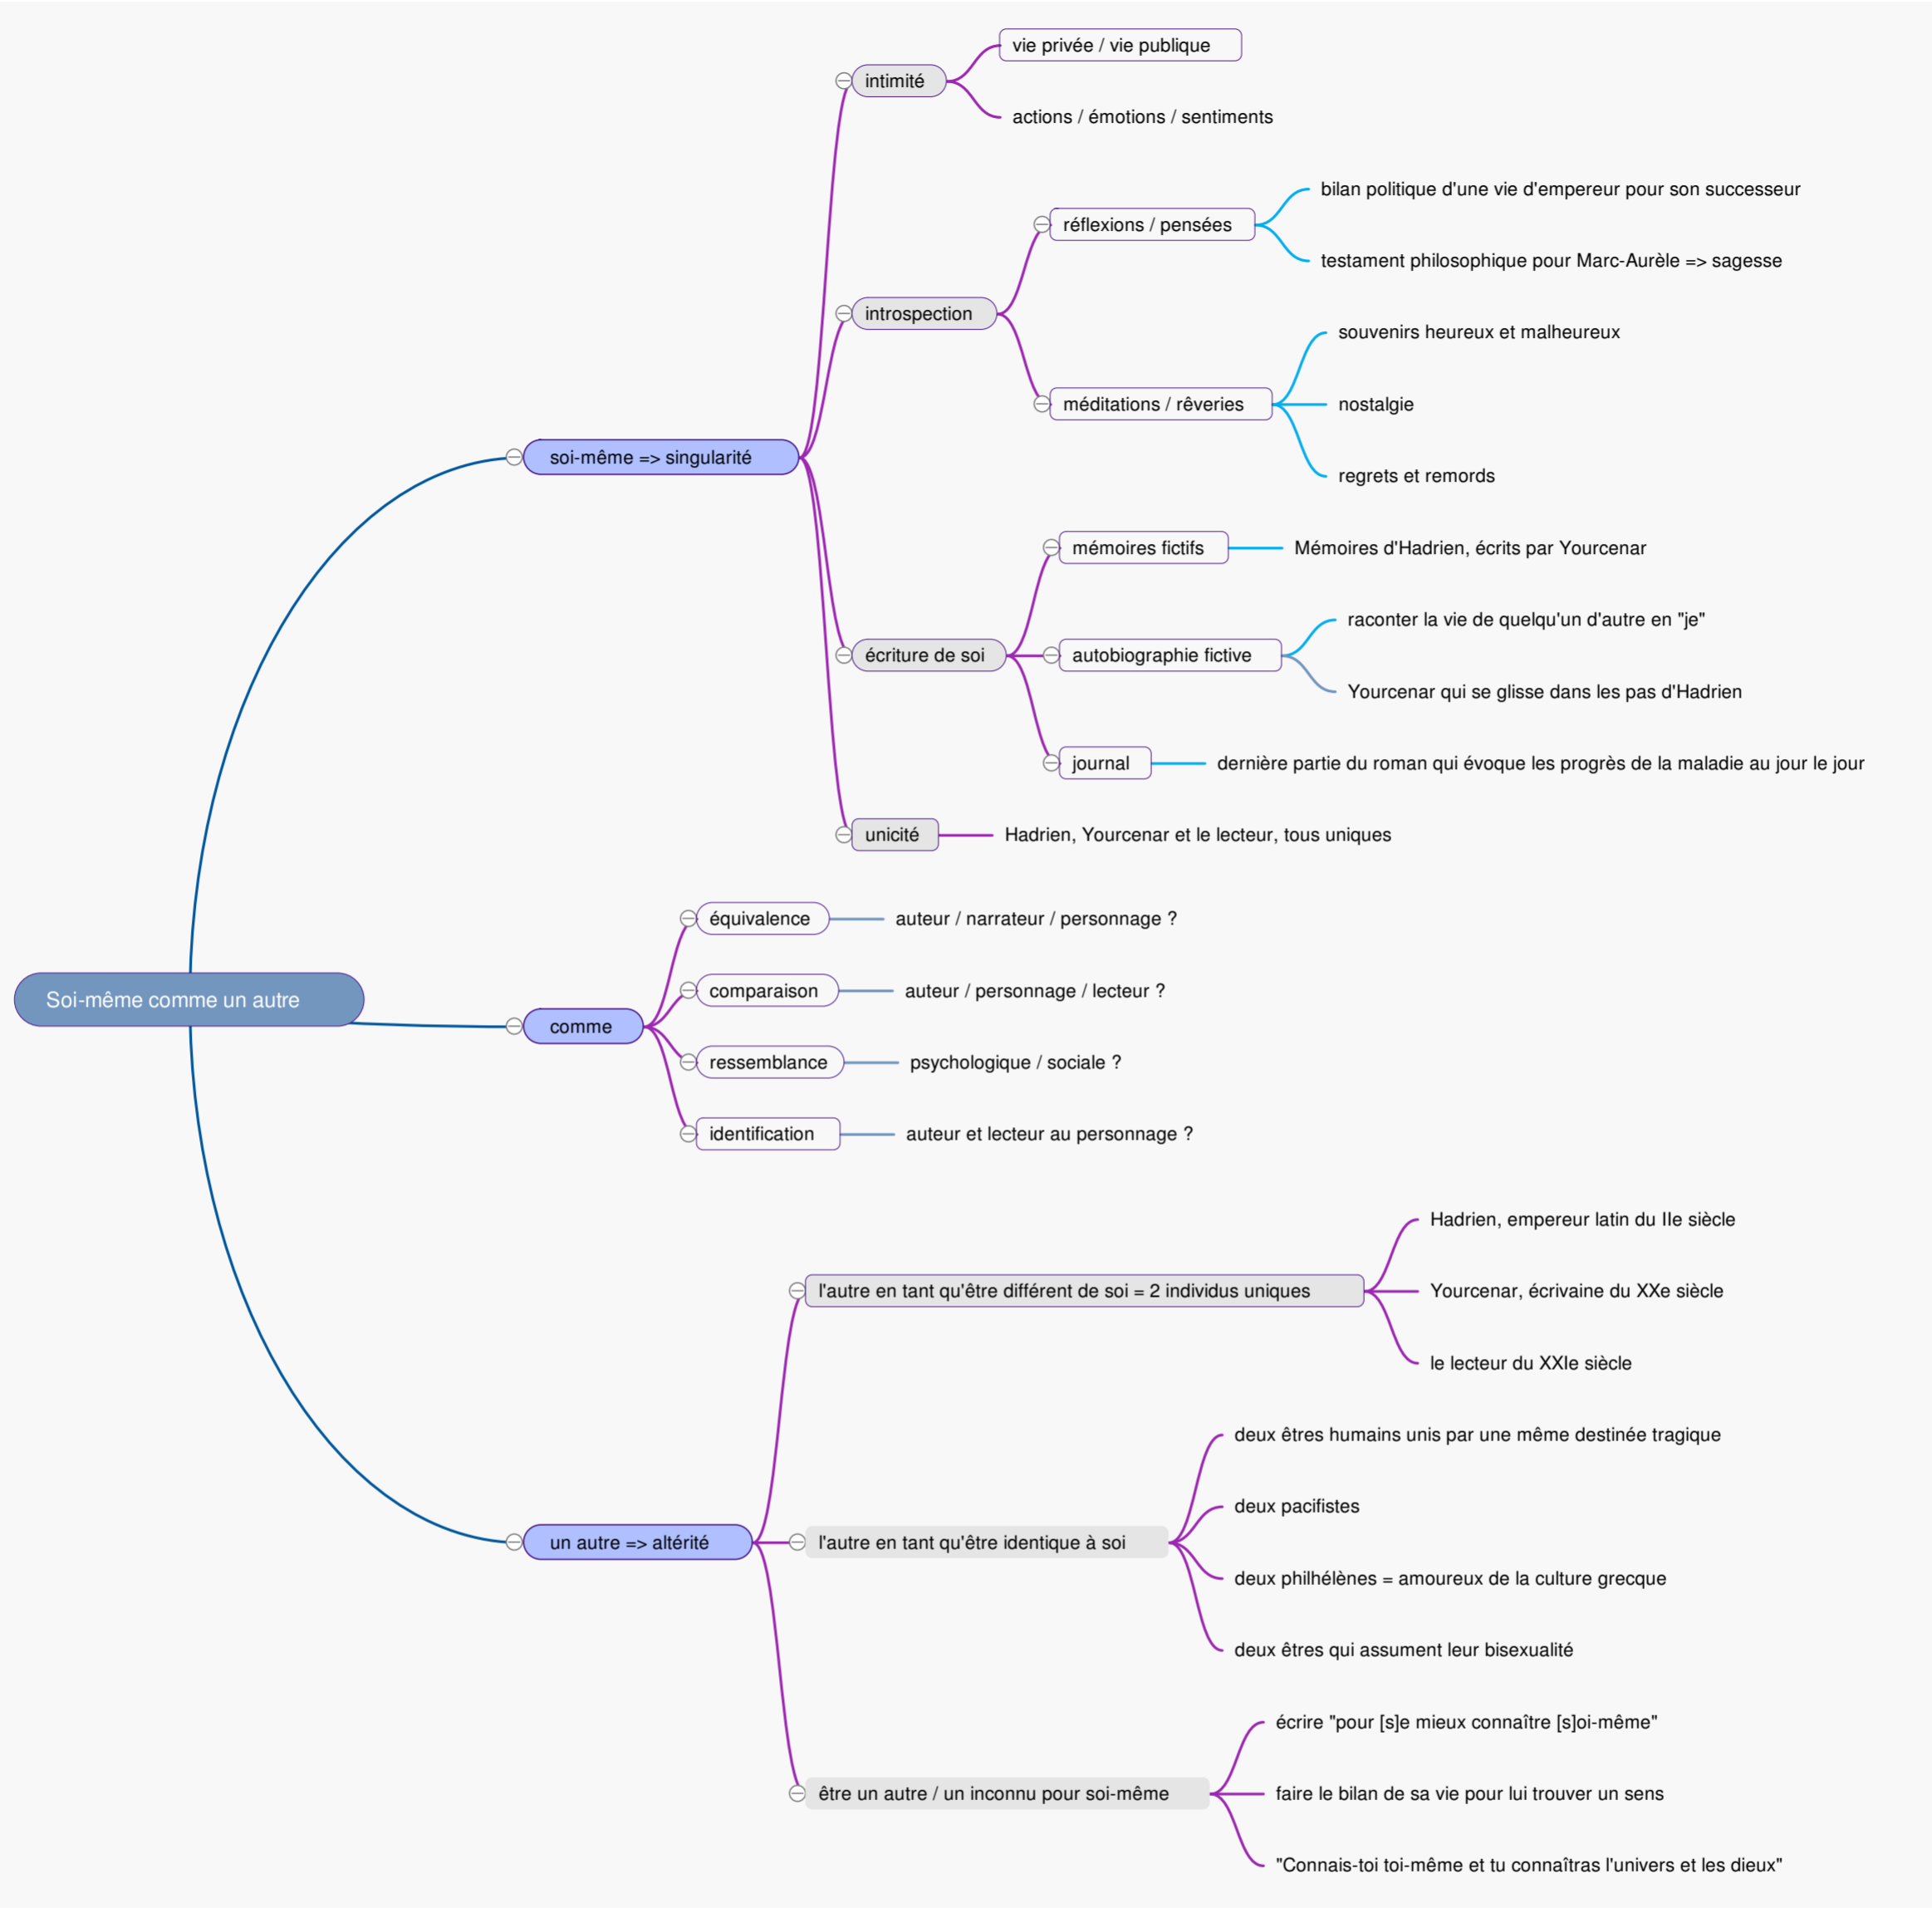 Soi-même comme un autre
soi-même => singularité
intimité
vie privée / vie publique
actions / émotions / sentiments
introspection
réflexions / pensées
bilan politique d'une vie d'empereur pour son successeur
testament philosophique pour Marc-Aurèle => sagesse
méditations / rêveries
souvenirs heureux et malheureux
nostalgie
regrets et remords
écriture de soi
mémoires fictifs
Mémoires d'Hadrien, écrits par Yourcenar
autobiographie fictive
raconter la vie de quelqu'un d'autre en "je"
Yourcenar qui se glisse dans les pas d'Hadrien
journal
dernière partie du roman qui évoque les progrès de la maladie au jour le jour
unicité
Hadrien, Yourcenar et le lecteur, tous uniques
comme
équivalence
auteur / narrateur / personnage ?
comparaison
auteur / personnage / lecteur ?
ressemblance
psychologique / sociale ?
identification
auteur et lecteur au personnage ?
un autre => altérité
l'autre en tant qu'être différent de soi = 2 individus uniques
Hadrien, empereur latin du IIe siècle
Yourcenar, écrivaine du XXe siècle
le lecteur du XXIe siècle
l'autre en tant qu'être identique à soi
deux êtres humains unis par une même destinée tragique
deux pacifistes
deux philhélènes = amoureux de la culture grecque
deux êtres qui assument leur bisexualité
être un autre / un inconnu pour soi-même
écrire "pour [s]e mieux connaître [s]oi-même"
faire le bilan de sa vie pour lui trouver un sens
"Connais-toi toi-même et tu connaîtras l'univers et les dieux"